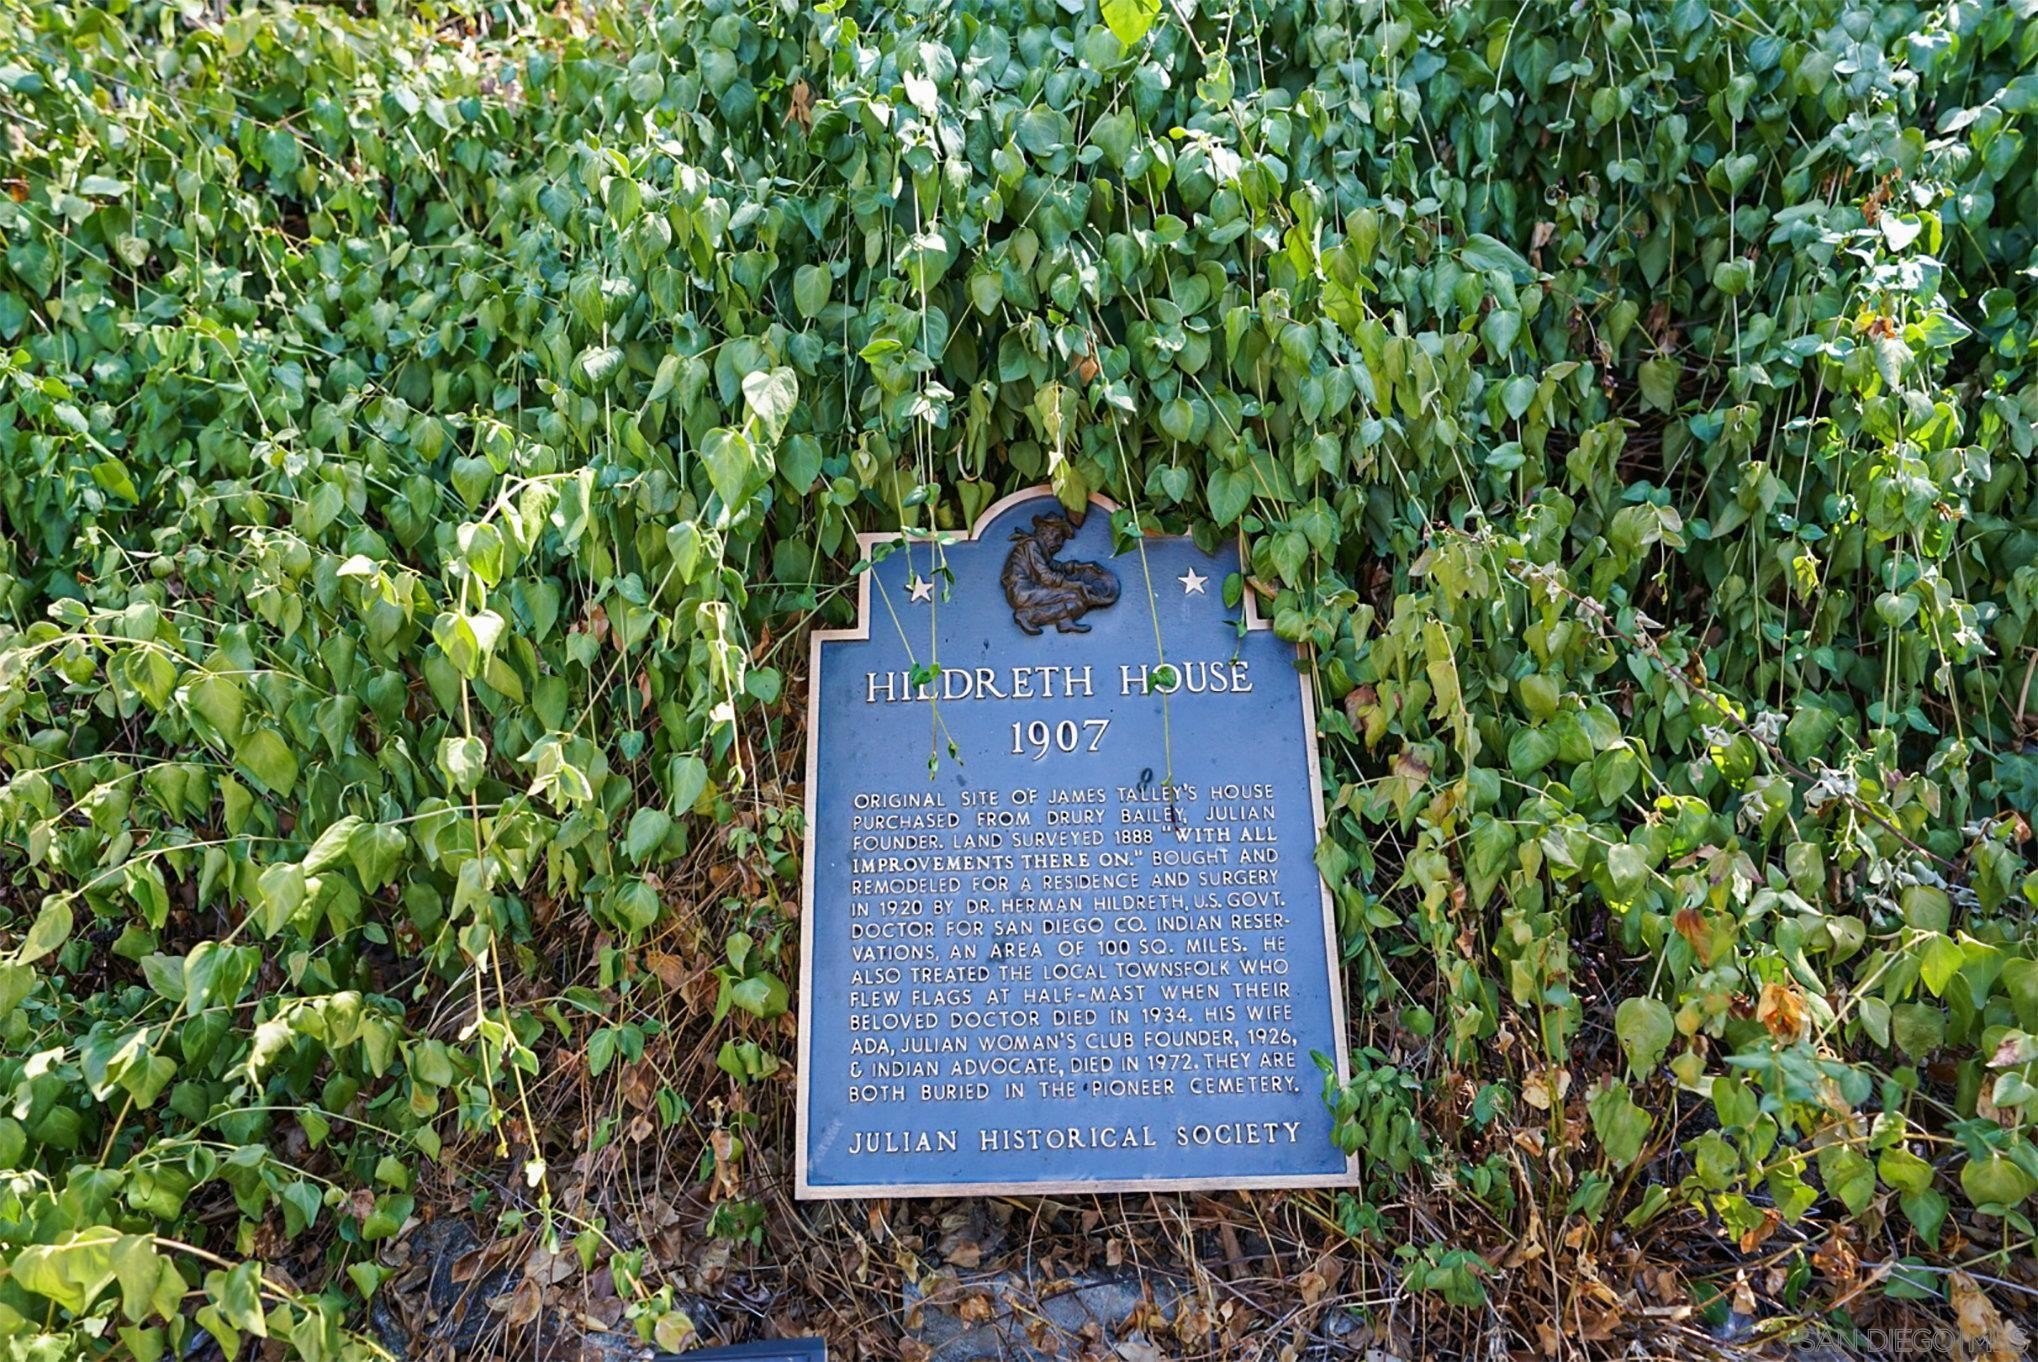 HILDRETH HOUSE
1907
ORIGINAL SITE OF JAMES TALLEY'S HOUSE
PURCHASED FROM DRURY BAILEY, JULIAN
FOUNDER. LAND SURVEYED 1888 "WITH ALL
IMPROVEMENTS THERE ON." BOUGHT AND
REMODELED FOR A RESIDENCE AND SURGERY
IN 1920 BY DR. HERMAN HILDRETH, U.S. GOVT.
DOCTOR FOR SAN DIEGO CO. INDIAN RESER-
VATIONS, AN AREA OF 100 SQ. MILES. HE
ALSO TREATED THE LOCAL TOWNSFOLK WHO
FLEW FLAGS AT HALF-MAST WHEN THEIR
BELOVED DOCTOR DIED IN 1934. HIS WIFE
ADA, JULIAN WOMAN'S CLUB FOUNDER, 1926,
& INDIAN ADVOCATE, DIED IN 1972. THEY ARE
BOTH BURIED IN THE PIONEER CEMETERY.
JULIAN HISTORICAL SOCIETY
SAN DIEGO MLS